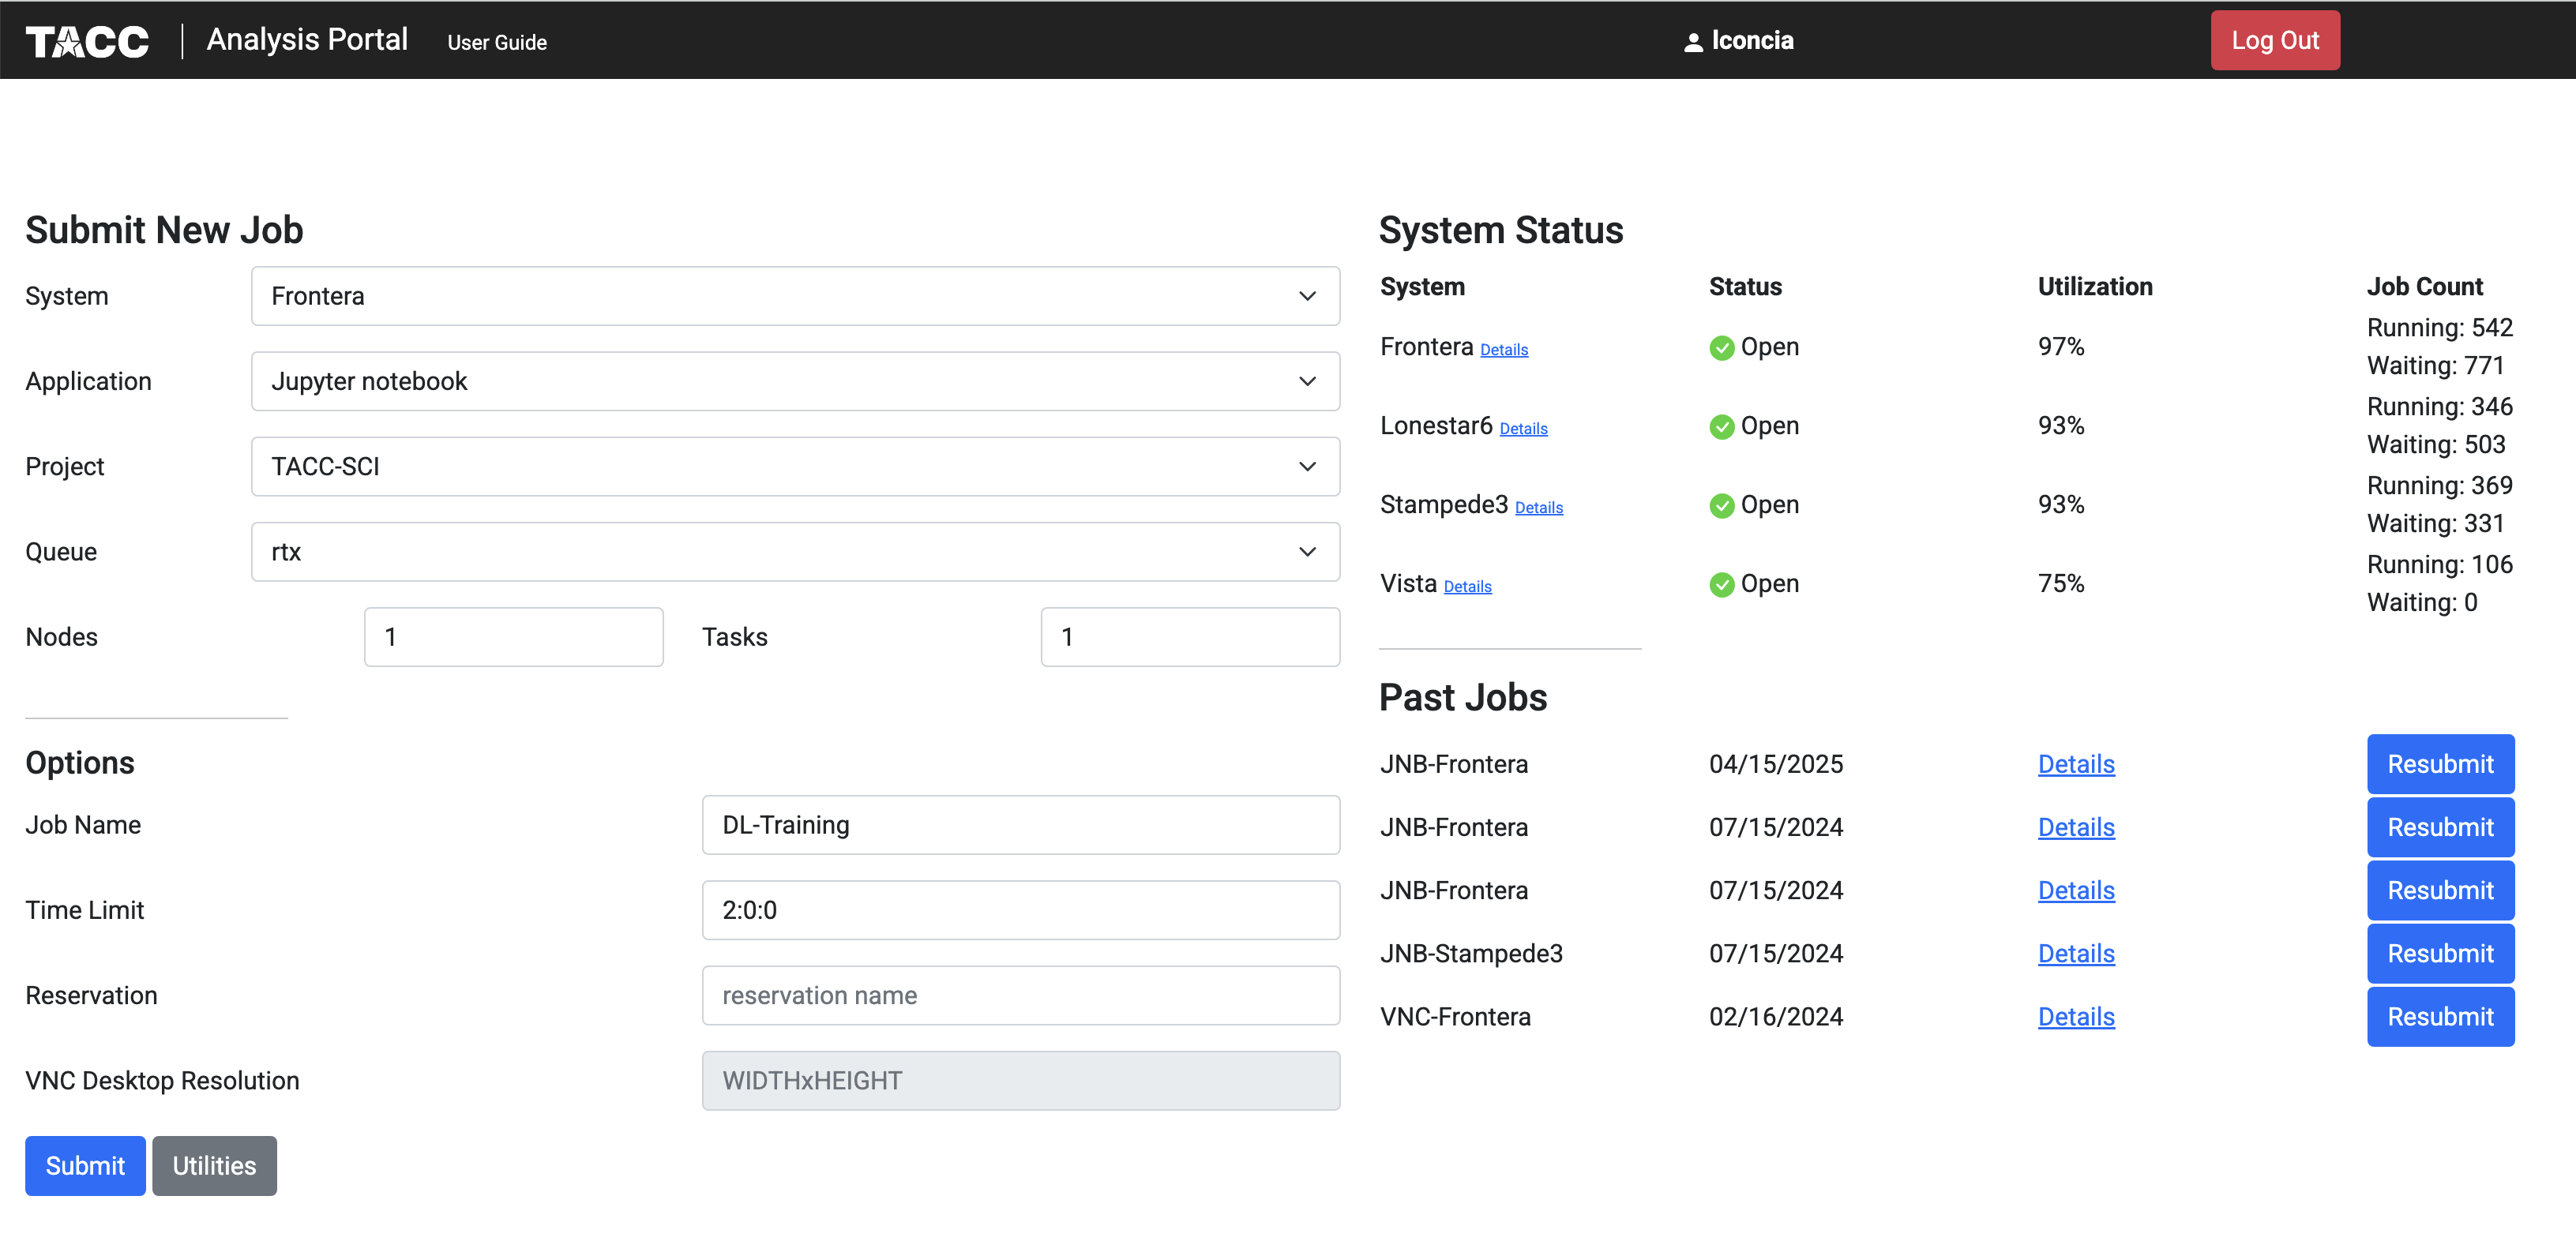 TACC | Analysis Portal User Guide lconcia Log Out
Submit New Job
System Frontera
Application Jupyter notebook
Project TACC-SCI
Queue rtx
Nodes 1 Tasks 1
Options
Job Name DL-Training
Time Limit 2:0:0
Reservation reservation name
VNC Desktop Resolution WIDTHxHEIGHT
Submit Utilities
System Status
System Status Utilization Job Count
Frontera Details Open 97% Running: 542
Waiting: 771
Lonestar6 Details Open 93% Running: 346
Waiting: 503
Stampede3 Details Open 93% Running: 369
Waiting: 331
Vista Details Open 75% Running: 106
Waiting: 0
Past Jobs
JNB-Frontera 04/15/2025 Details Resubmit
JNB-Frontera 07/15/2024 Details Resubmit
JNB-Frontera 07/15/2024 Details Resubmit
JNB-Stampede3 07/15/2024 Details Resubmit
VNC-Frontera 02/16/2024 Details Resubmit